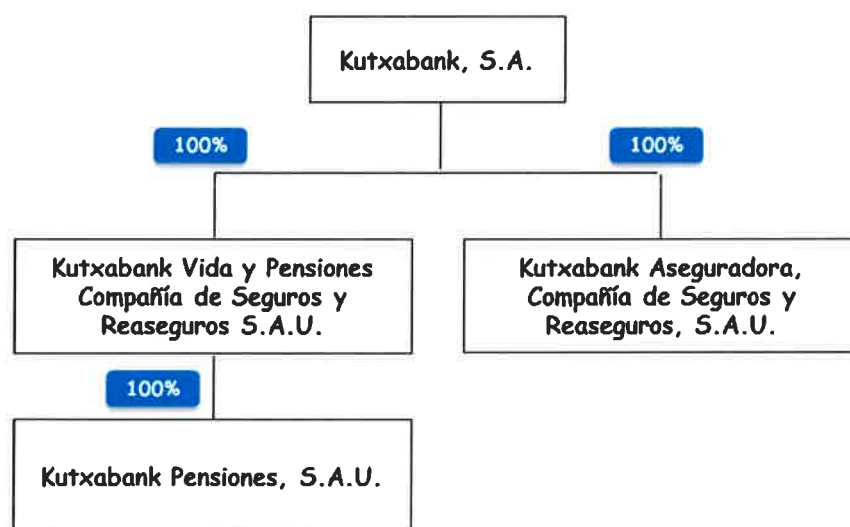 Kutxabank, S.A.
100%
100%
Kutxabank Vida y Pensiones
Compañía de Seguros y
Reaseguros S.A.U.
Kutxabank Aseguradora,
Compañía de Seguros y
Reaseguros, S.A.U.
100%
Kutxabank Pensiones, S.A.U.